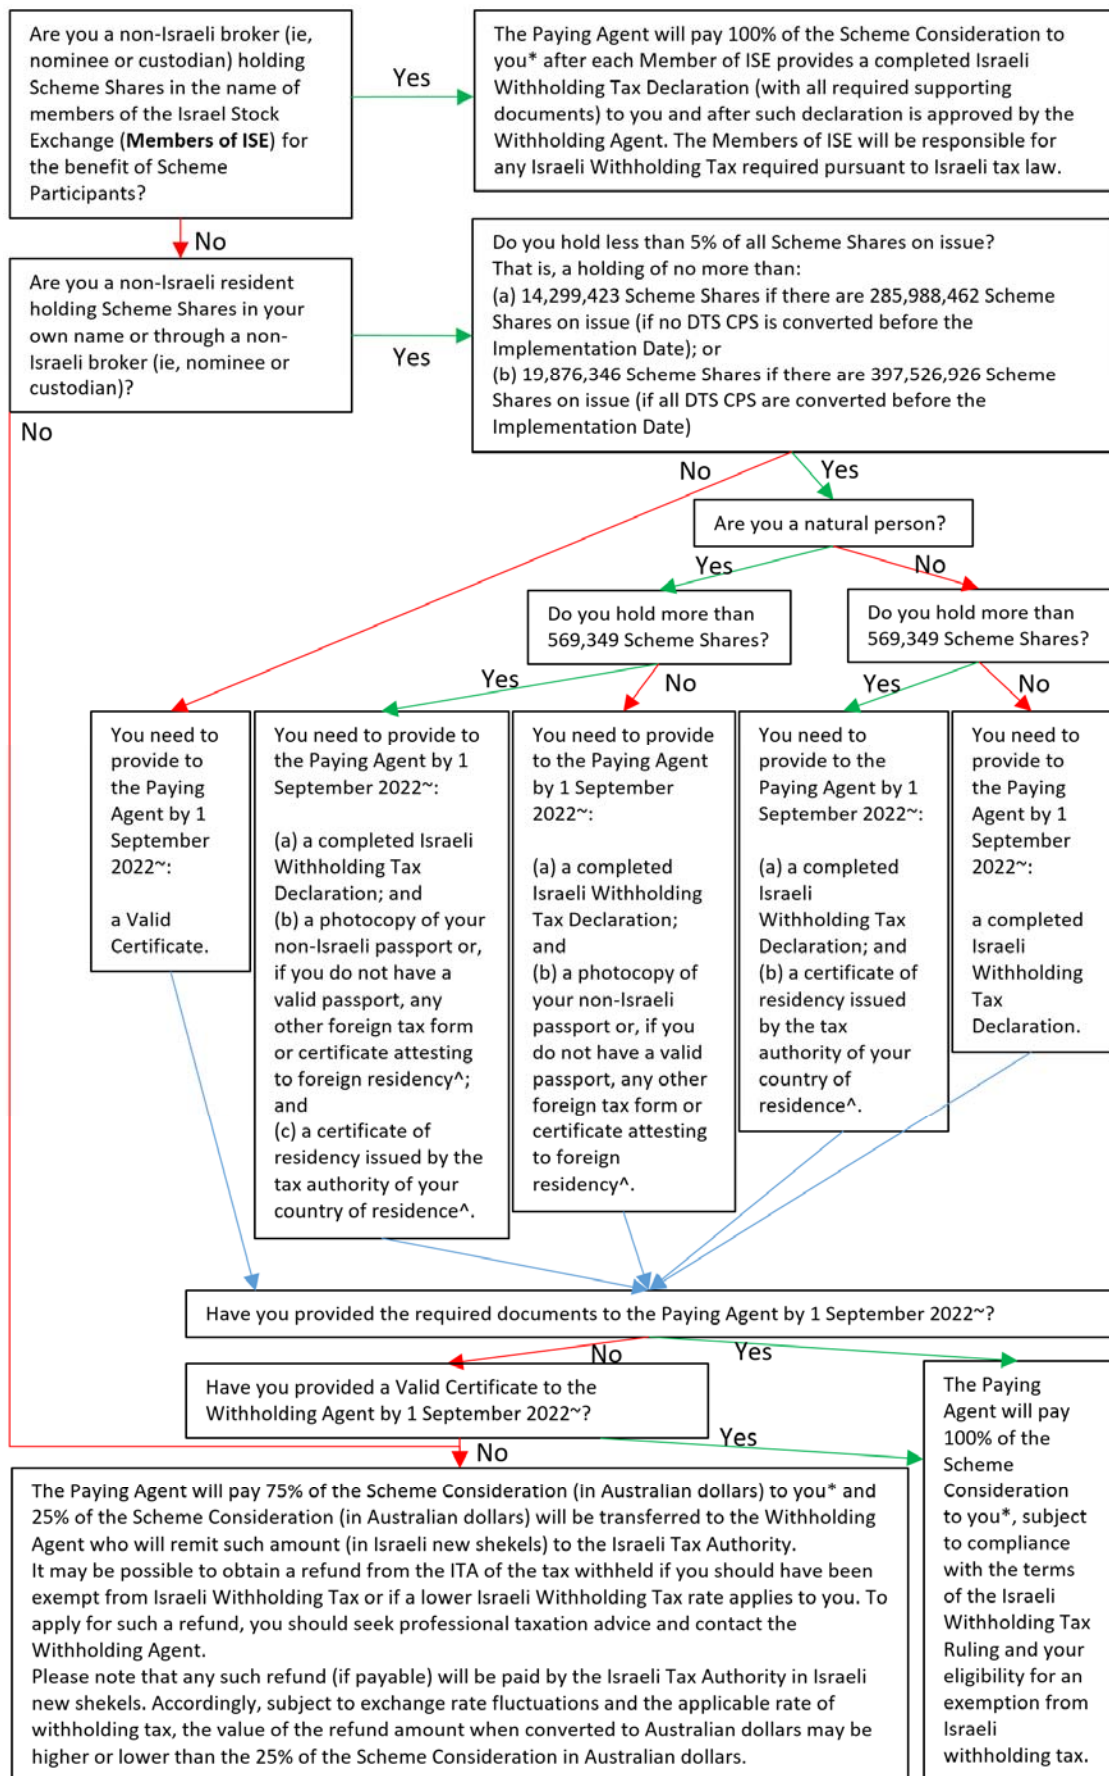 Are you a non-Israeli broker (ie,
nominee or custodian) holding
Scheme Shares in the name of
members of the Israel Stock
Exchange (Members of ISE) for
the benefit of Scheme
Participants?
Yes
The Paying Agent will pay 100% of the Scheme Consideration to
you* after each Member of ISE provides a completed Israeli
Withholding Tax Declaration (with all required supporting
documents) to you and after such declaration is approved by the
Withholding Agent. The Members of ISE will be responsible for
any Israeli Withholding Tax required pursuant to Israeli tax law.
No
Are you a non-Israeli resident
holding Scheme Shares in your
own name or through a non-
Israeli broker (ie, nominee or
custodian)?
Yes
No
Do you hold less than 5% of all Scheme Shares on issue?
That is, a holding of no more than:
(a) 14,299,423 Scheme Shares if there are 285,988,462 Scheme
Shares on issue (if no DTS CPS is converted before the
Implementation Date); or
(b) 19,876,346 Scheme Shares if there are 397,526,926 Scheme
Shares on issue (if all DTS CPS are converted before the
Implementation Date)
No
Yes
Are you a natural person?
Yes
No
Do you hold more than
569,349 Scheme Shares?
Do you hold more than
569,349 Scheme Shares?
Yes
No
Yes
No
You need to
provide to
the Paying
Agent by 1
September
2022~:
a Valid
Certificate.
You need to provide to
the Paying Agent by 1
September 2022~:
(a) a completed Israeli
Withholding Tax
Declaration; and
(b) a photocopy of your
non-Israeli passport or,
if you do not have a
valid passport, any
other foreign tax form
or certificate attesting
to foreign residency^;
and
(c) a certificate of
residency issued by the
tax authority of your
country of residence^.
You need to provide
to the Paying Agent
by 1 September
2022~:
(a) a completed
Israeli Withholding
Tax Declaration;
and
(b) a photocopy of
your non-Israeli
passport or, if you
do not have a valid
passport, any other
foreign tax form or
certificate attesting
to foreign
residency^.
You need to
provide to the
Paying Agent by 1
September 2022~:
(a) a completed
Israeli
Withholding Tax
Declaration; and
(b) a certificate of
residency issued
by the tax
authority of your
country of
residence^.
You need to
provide to
the Paying
Agent by 1
September
2022~:
a completed
Israeli
Withholding
Tax
Declaration.
Have you provided the required documents to the Paying Agent by 1 September 2022~?
No
Yes
Have you provided a Valid Certificate to the
Withholding Agent by 1 September 2022~?
No
Yes
The Paying Agent will pay 75% of the Scheme Consideration (in Australian dollars) to you* and
25% of the Scheme Consideration (in Australian dollars) will be transferred to the Withholding
Agent who will remit such amount (in Israeli new shekels) to the Israeli Tax Authority.
It may be possible to obtain a refund from the ITA of the tax withheld if you should have been
exempt from Israeli Withholding Tax or if a lower Israeli Withholding Tax rate applies to you. To
apply for such a refund, you should seek professional taxation advice and contact the
Withholding Agent.
Please note that any such refund (if payable) will be paid by the Israeli Tax Authority in Israeli
new shekels. Accordingly, subject to exchange rate fluctuations and the applicable rate of
withholding tax, the value of the refund amount when converted to Australian dollars may be
higher or lower than the 25% of the Scheme Consideration in Australian dollars.
The Paying
Agent will pay
100% of the
Scheme
Consideration
to you*, subject
to compliance
with the terms
of the Israeli
Withholding Tax
Ruling and your
eligibility for an
exemption from
Israeli
withholding tax.